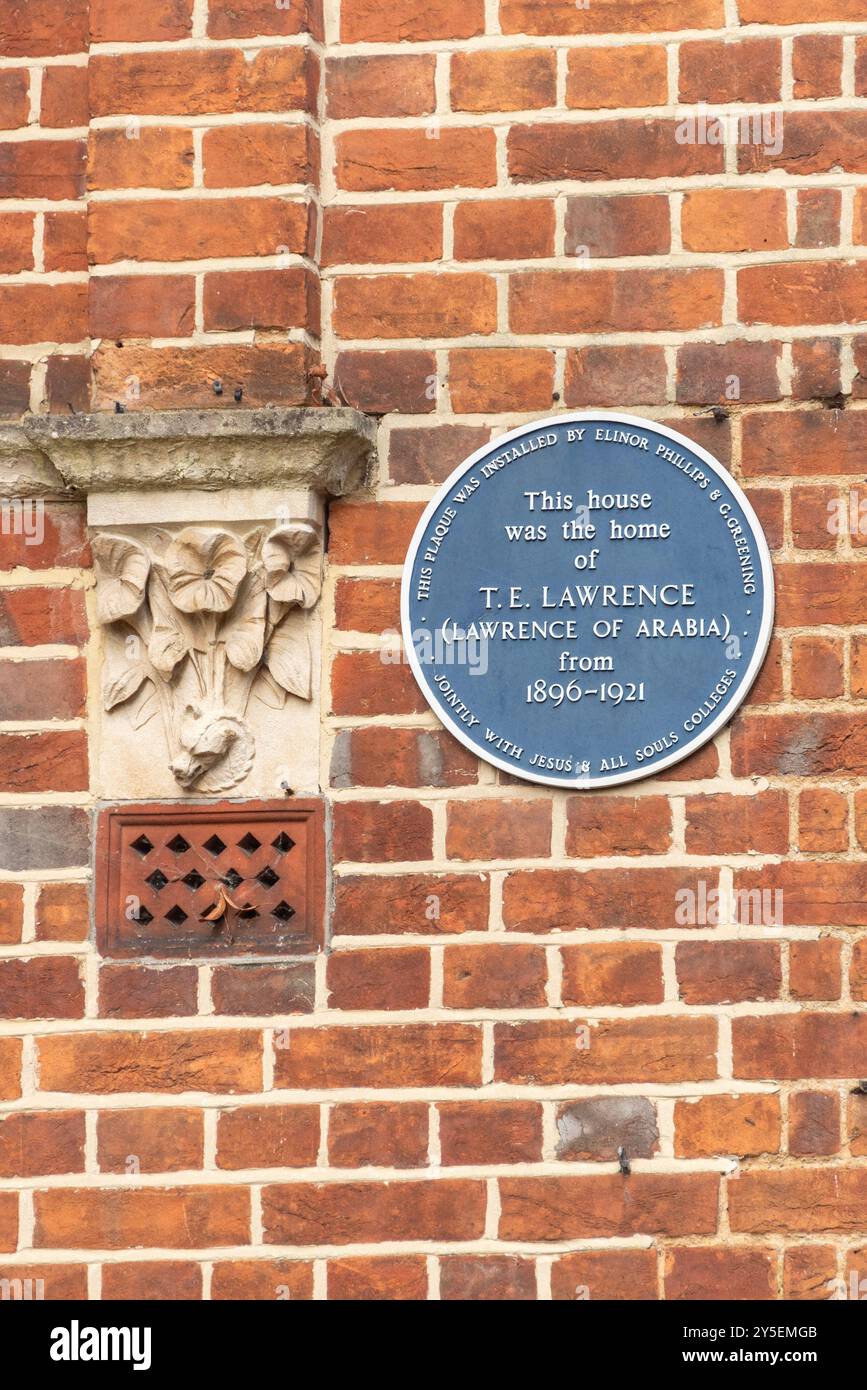 THIS PLAQUE WAS INSTALLED BY ELINOR PHILLIPS & G. GREENING
This house
was the home
of
T. E. LAWRENCE
(LAWRENCE OF ARABIA)
from
1896-1921
· JOINTLY WITH JESUS & ALL SOULS COLLEGES ·
alamy
Image ID: 2Y5EMGB
www.alamy.com